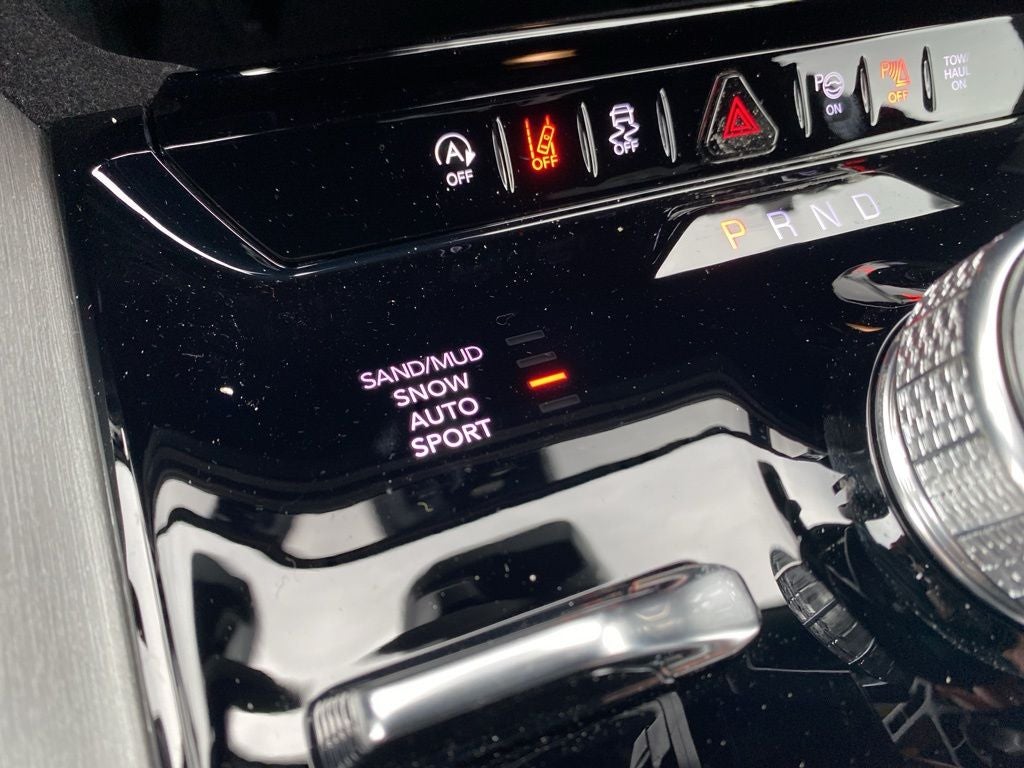 A
OFF
OFF
OFF
P
ON
P
OFF
TOW/
HAUL
ON
P R N D
SAND/MUD
SNOW
AUTO
SPORT